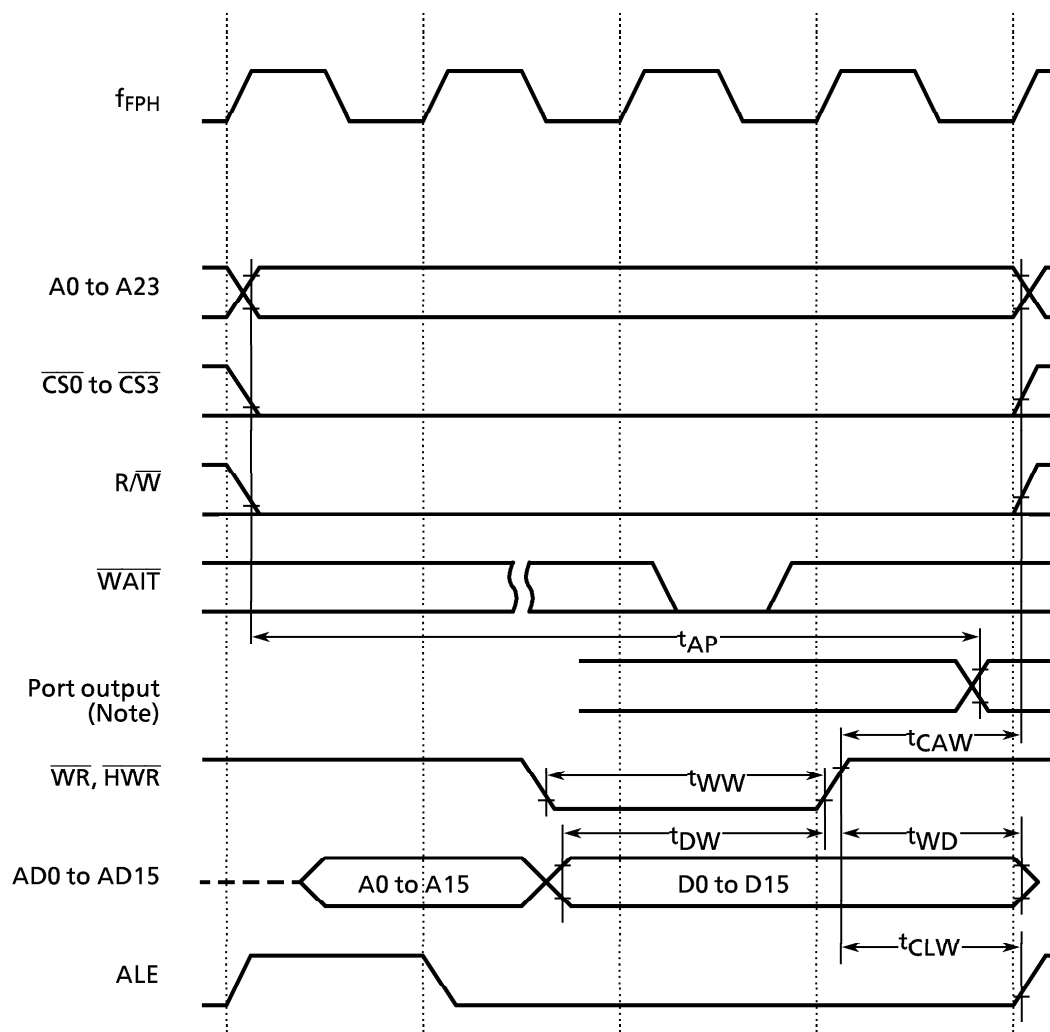 fFPH
A0 to A23
CS0 to CS3
R/W
WAIT
tAP
Port output
(Note)
tCAW
WR, HWR
tWW
tDW
tWD
AD0 to AD15
A0 to A15
D0 to D15
tCLW
ALE